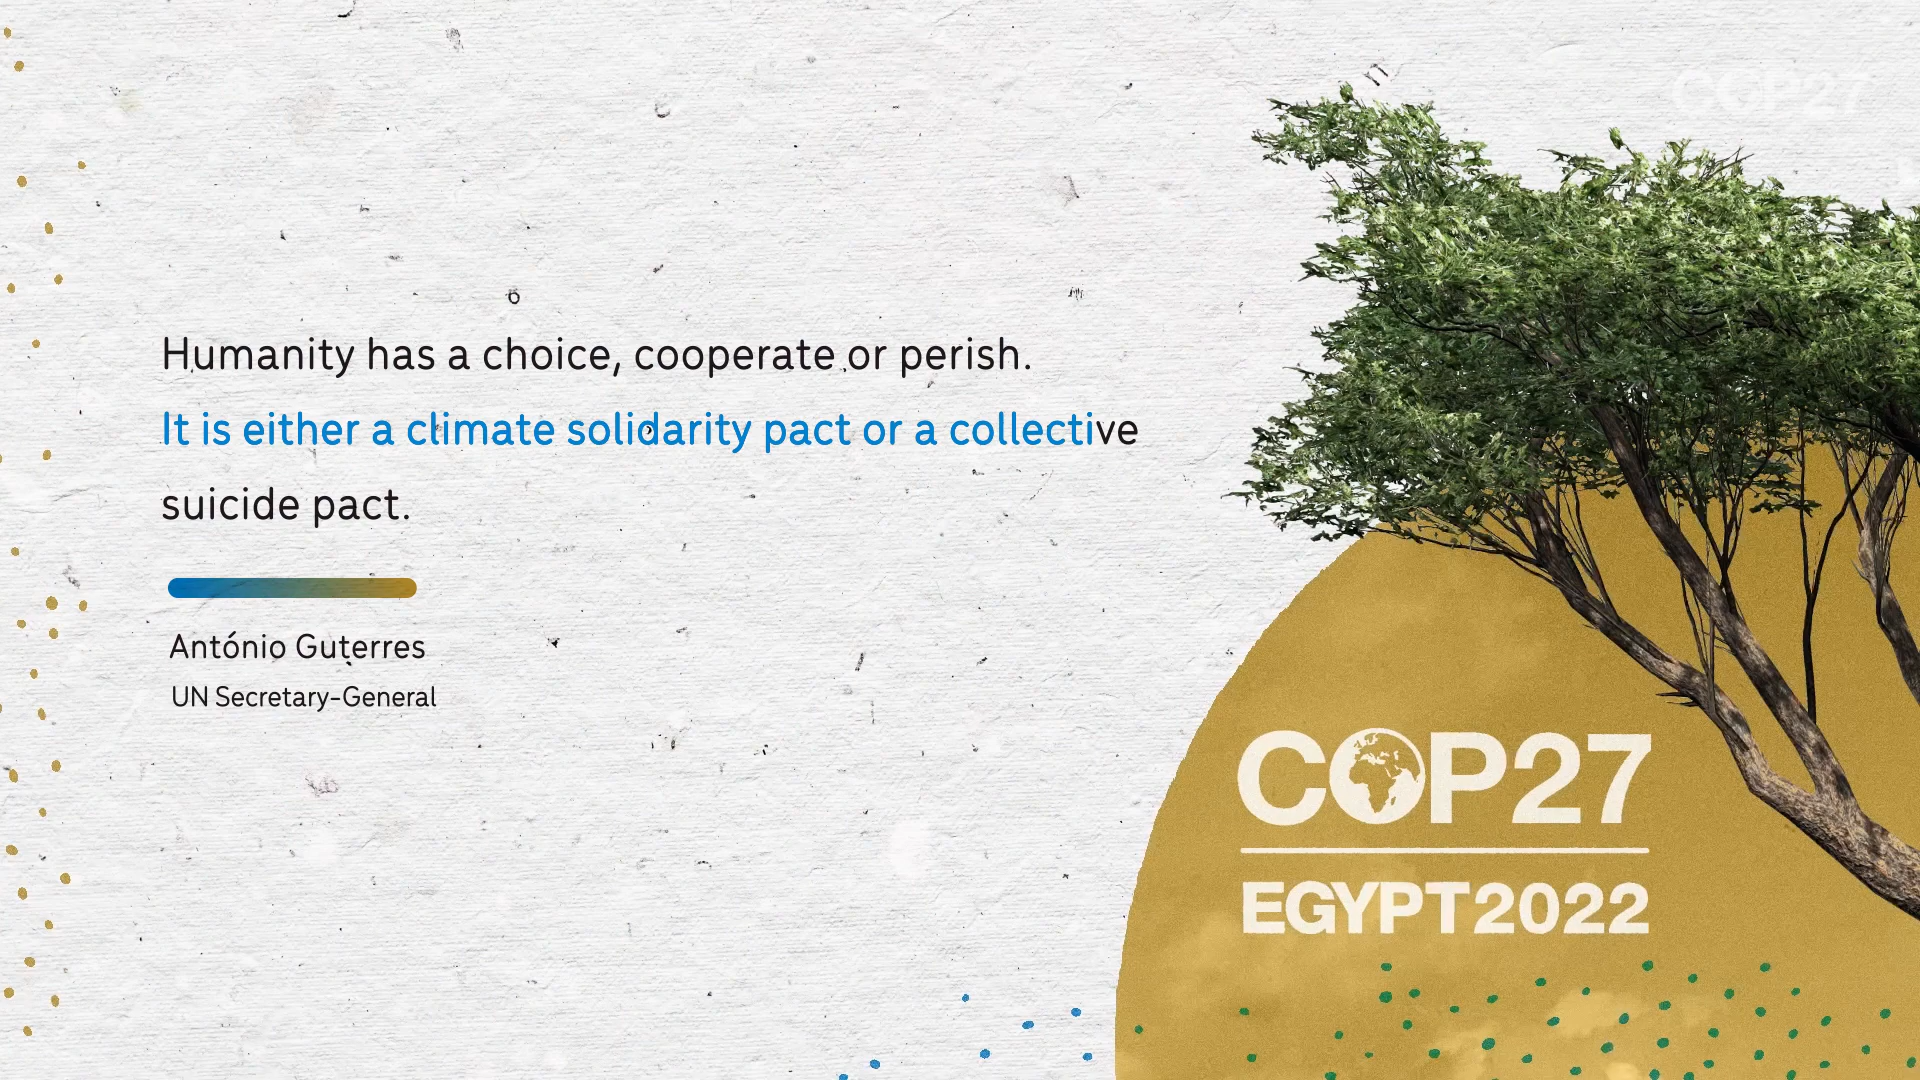 Humanity has a choice, cooperate or perish.
It is either a climate solidarity pact or a collective
suicide pact.
António Guterres
UN Secretary-General
COP27
EGYPT2022
COP27